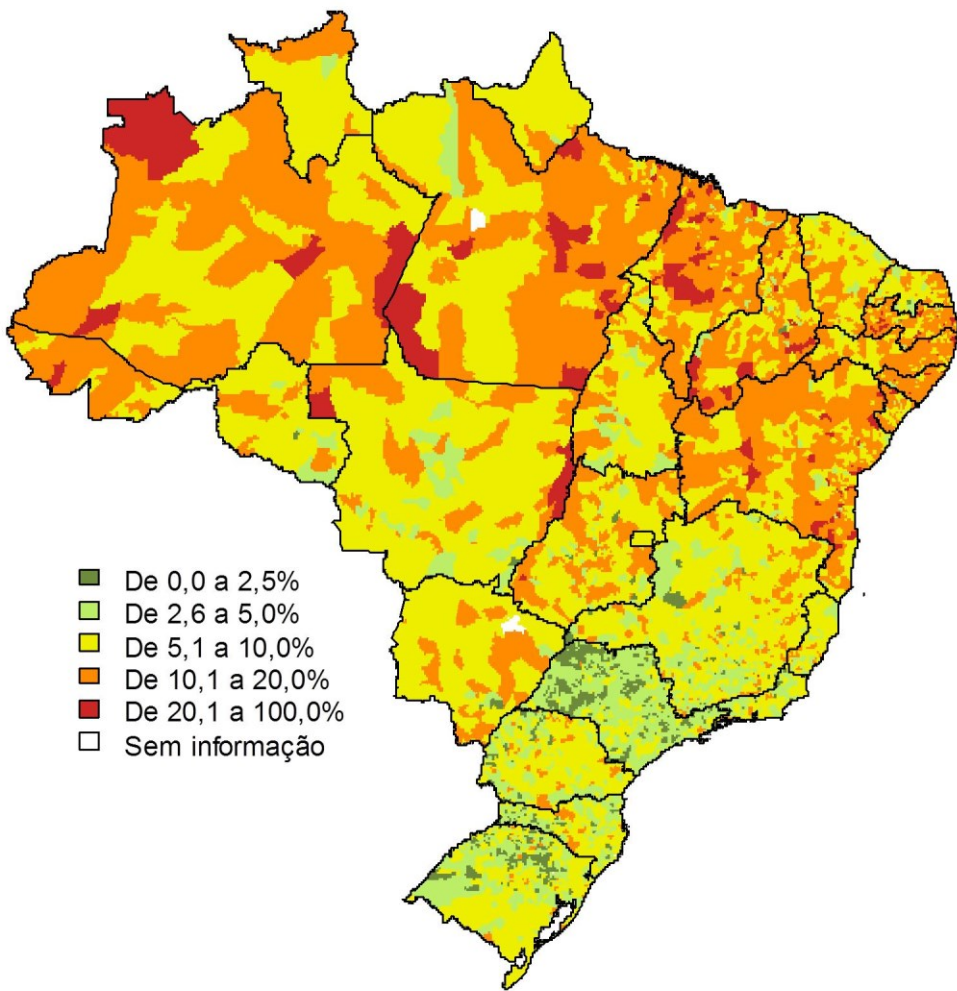 De 0,0 a 2,5%
De 2,6 a 5,0%
De 5,1 a 10,0%
De 10,1 a 20,0%
De 20,1 a 100,0%
Sem informação